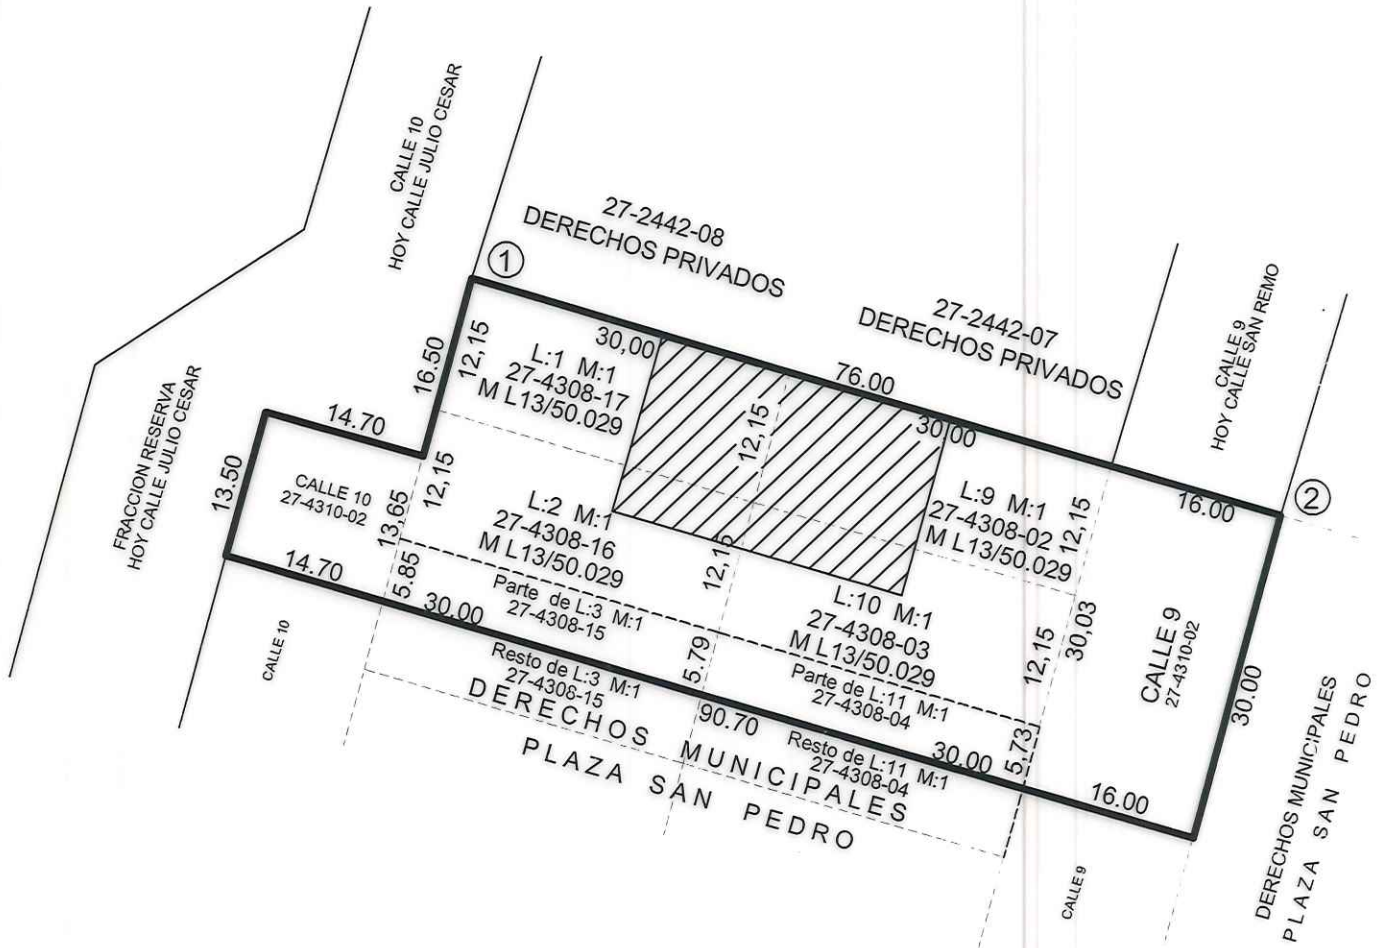 CALLE 10
HOY CALLE JULIO CESAR
27-2442-08
DERECHOS PRIVADOS
27-2442-07
DERECHOS PRIVADOS
CALLE 9
HOY CALLE SAN REMO
1
2
FRACCION RESERVA
HOY CALLE JULIO CESAR
16.50
12,15
30,00
L:1 M:1
27-4308-17
M L13/50.029
76.00
12,15
30,00
14.70
13.50
CALLE 10
27-4310-02
13,65
12,15
L:2 M:1
27-4308-16
M L13/50.029
12,15
L:9 M:1
27-4308-02
M L13/50.029
12,15
16.00
14.70
5.85
30.00
Parte de L:3 M:1
27-4308-15
5.79
L:10 M:1
27-4308-03
M L13/50.029
12,15
30,03
CALLE 9
27-4310-02
30.00
Parte de L:11 M:1
27-4308-04
5.73
CALLE 10
Resto de L:3 M:1
27-4308-15
90.70
Resto de L:11 M:1
27-4308-04
30.00
16.00
DERECHOS MUNICIPALES
PLAZA SAN PEDRO
CALLE 9
DERECHOS MUNICIPALES
PLAZA SAN PEDRO